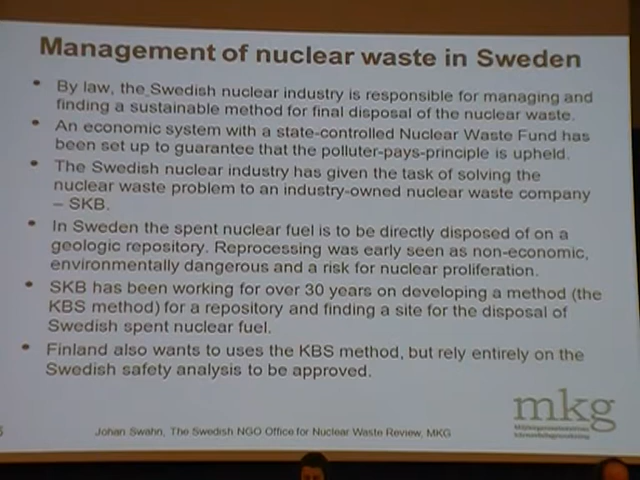 Management of nuclear waste in Sweden
• By law, the Swedish nuclear industry is responsible for managing and
finding a sustainable method for final disposal of the nuclear waste.
• An economic system with a state-controlled Nuclear Waste Fund has
been set up to guarantee that the polluter-pays-principle is upheld.
• The Swedish nuclear industry has given the task of solving the
nuclear waste problem to an industry-owned nuclear waste company
– SKB.
• In Sweden the spent nuclear fuel is to be directly disposed of on a
geologic repository. Reprocessing was early seen as non-economic,
environmentally dangerous and a risk for nuclear proliferation.
• SKB has been working for over 30 years on developing a method (the
KBS method) for a repository and finding a site for the disposal of
Swedish spent nuclear fuel.
• Finland also wants to uses the KBS method, but rely entirely on the
Swedish safety analysis to be approved.
mkg
Johan Swahn, The Swedish NGO Office for Nuclear Waste Review, MKG